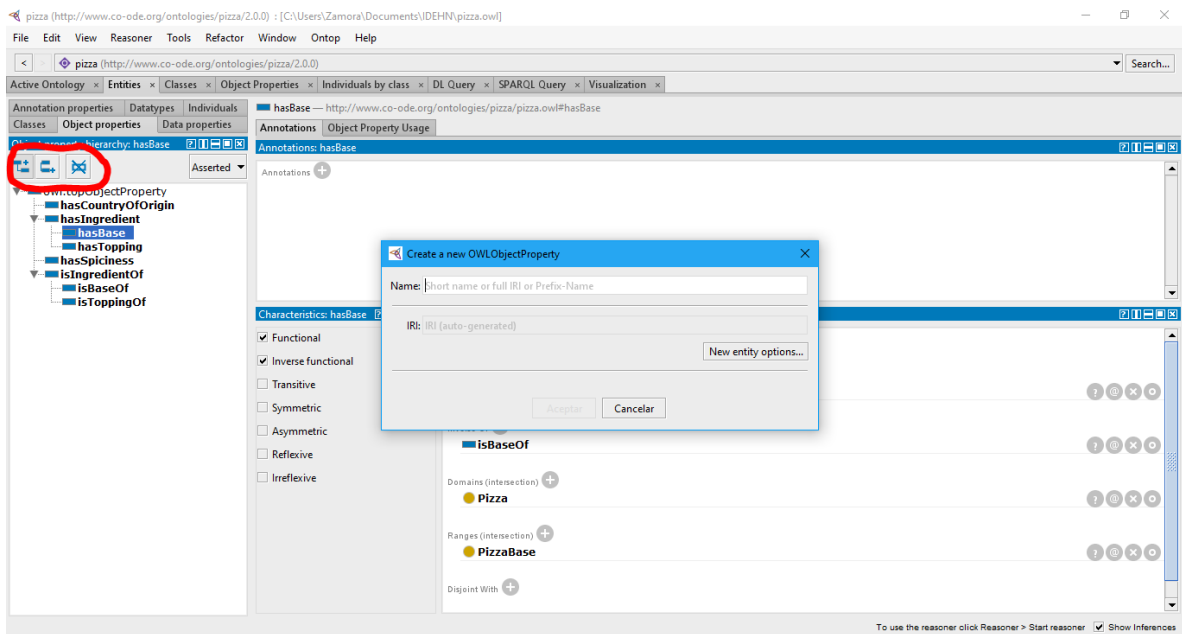 pizza (http://www.co-ode.org/ontologies/pizza/2.0.0) : [C:\Users\Zamora\Documents\IDEHN\pizza.owl]
File Edit View Reasoner Tools Refactor Window Ontop Help
< > pizza (http://www.co-ode.org/ontologies/pizza/2.0.0) Search...
Active Ontology × Entities × Classes × Object Properties × Individuals by class × DL Query × SPARQL Query × Visualization ×
Annotation properties Datatypes Individuals
Classes Object properties Data properties
hasBase — http://www.co-ode.org/ontologies/pizza/pizza.owl#hasBase
Annotations Object Property Usage
Object property hierarchy: hasBase
Asserted
owl:topObjectProperty
hasCountryOfOrigin
hasIngredient
hasBase
hasTopping
hasSpiciness
isIngredientOf
isBaseOf
isToppingOf
Annotations: hasBase
Annotations
Create a new OWLObjectProperty
Name: Short name or full IRI or Prefix-Name
IRI: IRI (auto-generated)
New entity options...
Aceptar Cancelar
Characteristics: hasBase
Functional
Inverse functional
Transitive
Symmetric
Asymmetric
Reflexive
Irreflexive
isBaseOf
Domains (intersection)
Pizza
Ranges (intersection)
PizzaBase
Disjoint With
To use the reasoner click Reasoner > Start reasoner Show Inferences